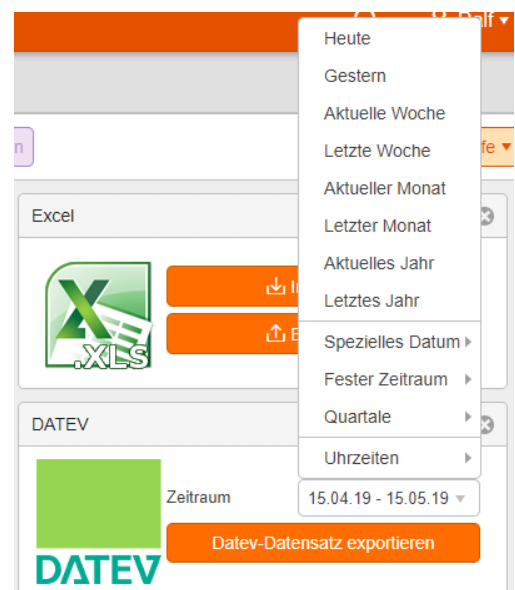 Ralf
Heute
Gestern
Aktuelle Woche
Letzte Woche
Aktueller Monat
Letzter Monat
Aktuelles Jahr
Letztes Jahr
Spezielles Datum
Fester Zeitraum
Quartale
Uhrzeiten
n
fe
Excel
I
.XLS
E
DATEV
Zeitraum
15.04.19 - 15.05.19
Datev-Datensatz exportieren
DATEV